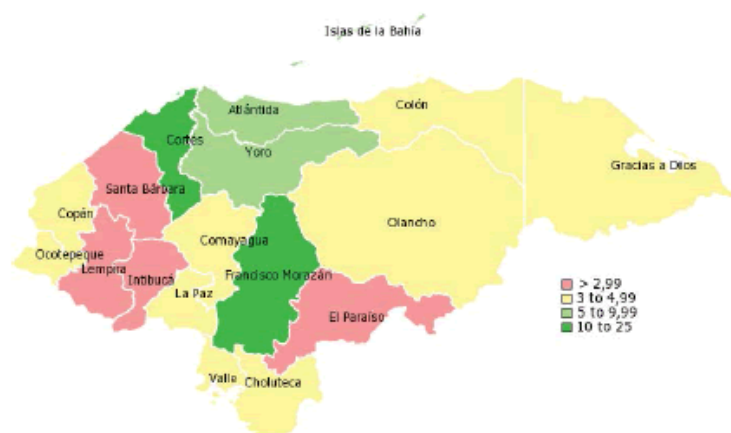 Islas de la Bahía
Atlántida
Colón
Cortés
Yoro
Gracias a Dios
Santa Bárbara
Copán
Olancho
Comayagua
Ocotepeque
Lempira
Intibucá
Francisco Morazán
La Paz
El Paraíso
Valle
Choluteca
> 2,99
3 to 4,99
5 to 9,99
10 to 25